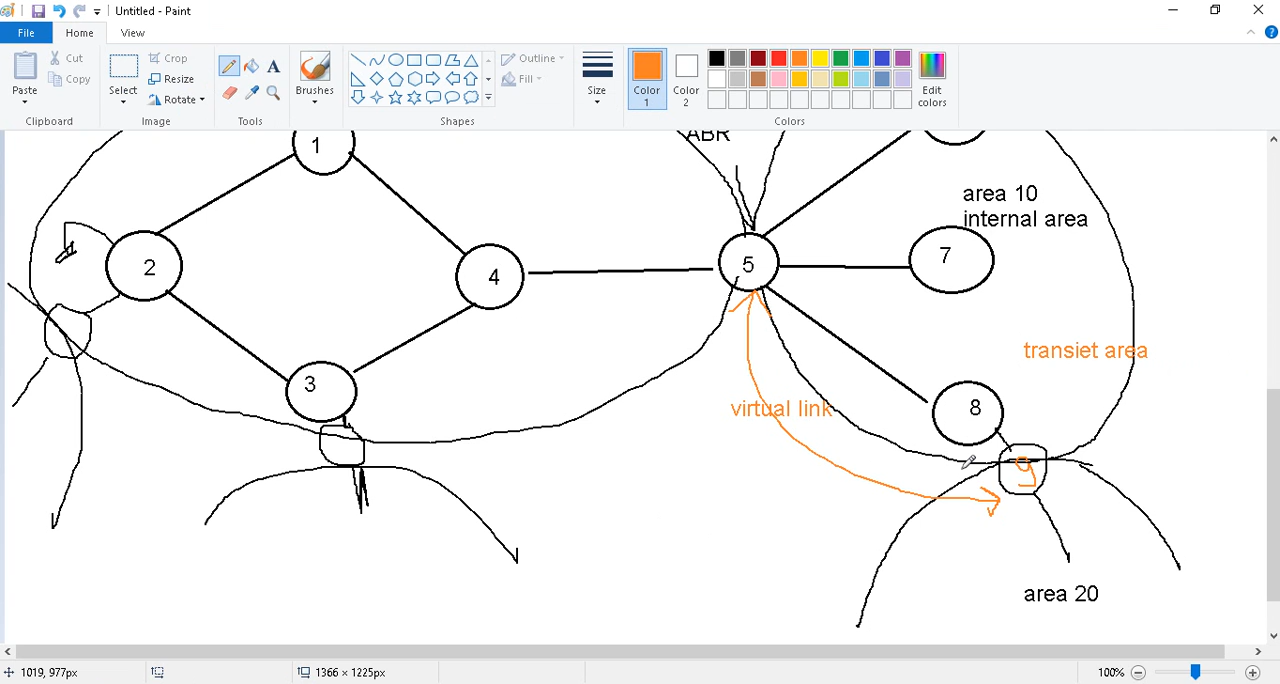 Untitled - Paint
File
Home
View
Paste
Cut
Copy
Clipboard
Select
Crop
Resize
Rotate
Image
A
Tools
Brushes
Outline
Fill
Shapes
Size
Color
1
Color
2
Edit
colors
Colors
ABR
1
area 10
internal area
2
4
5
7
transiet area
3
virtual link
8
9
area 20
1019, 977px
1366 × 1225px
100%